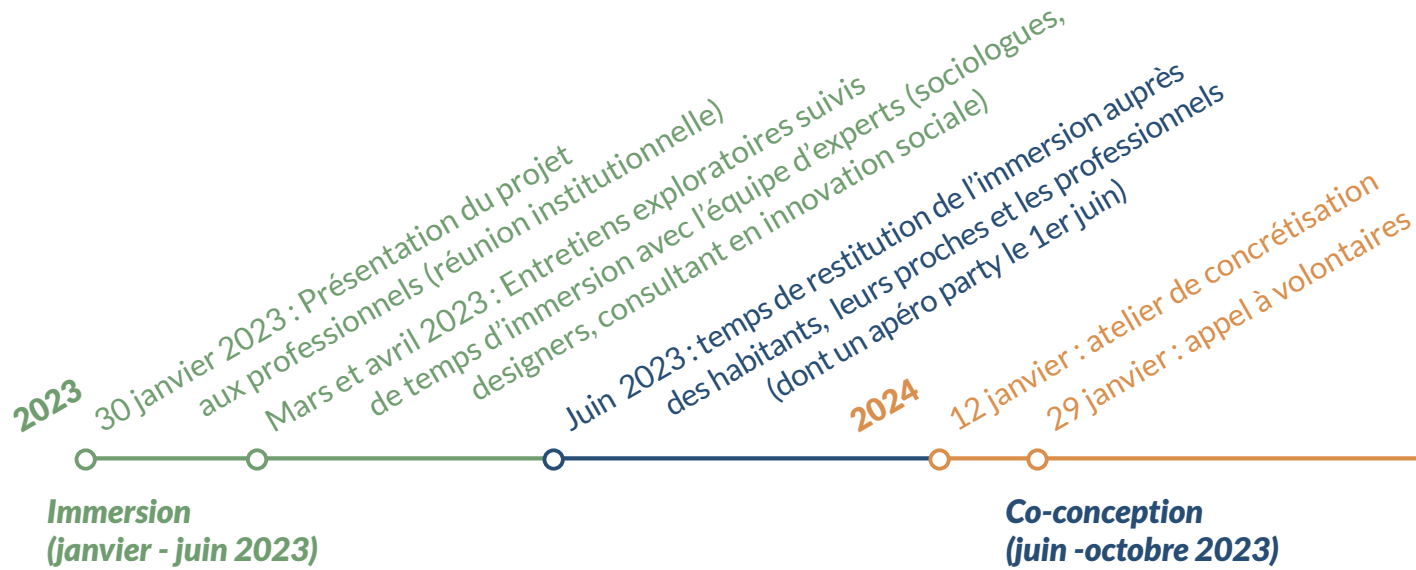 2023
30 janvier 2023 : Présentation du projet
aux professionnels (réunion institutionnelle)
Mars et avril 2023 : Entretiens exploratoires suivis
de temps d’immersion avec l’équipe d’experts (sociologues,
designers, consultant en innovation sociale)
Juin 2023 : temps de restitution de l’immersion auprès
des habitants, leurs proches et les professionnels
(dont un apéro party le 1er juin)
2024
12 janvier : atelier de concrétisation
29 janvier : appel à volontaires
Immersion
(janvier - juin 2023)
Co-conception
(juin -octobre 2023)